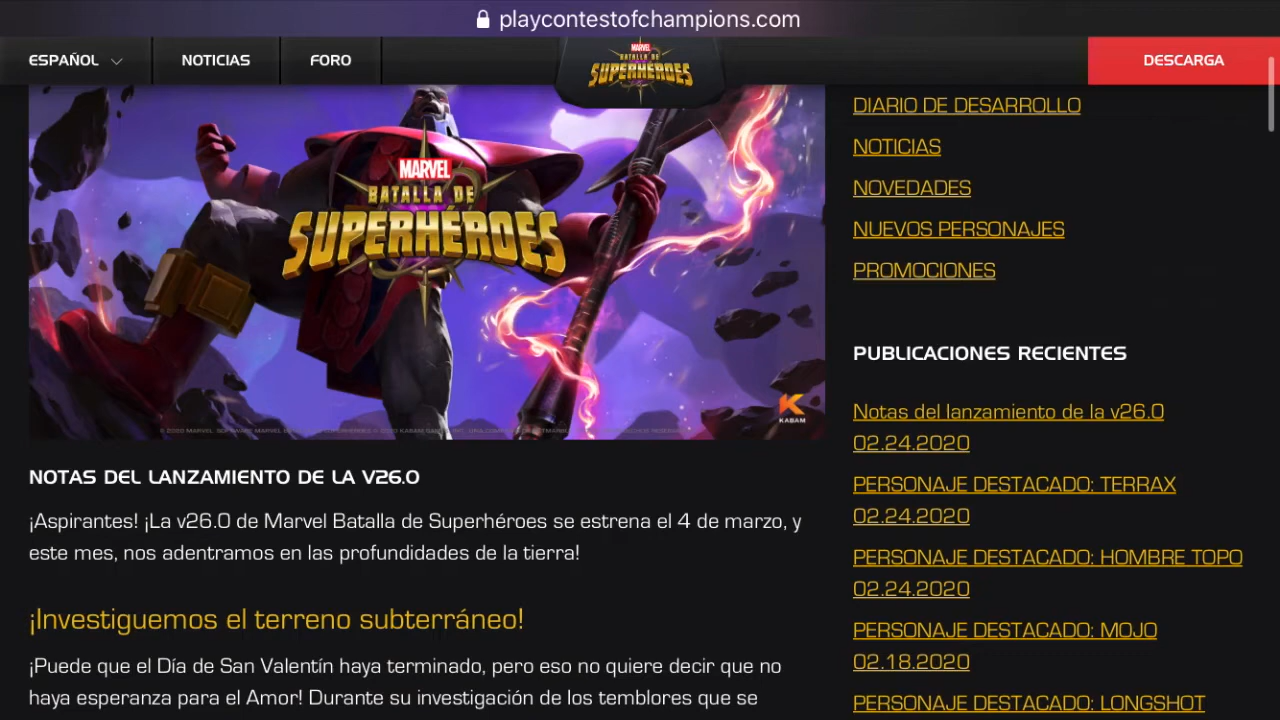 playcontestofchampions.com
ESPAÑOL
NOTICIAS
FORO
MARVEL
BATALLA DE
SUPERHÉROES
DESCARGA
MARVEL
BATALLA DE
SUPERHÉROES
KABAM
NOTAS DEL LANZAMIENTO DE LA V26.0
¡Aspirantes! ¡La v26.0 de Marvel Batalla de Superhéroes se estrena el 4 de marzo, y
este mes, nos adentramos en las profundidades de la tierra!
¡Investiguemos el terreno subterráneo!
¡Puede que el Día de San Valentín haya terminado, pero eso no quiere decir que no
haya esperanza para el Amor! Durante su investigación de los temblores que se
DIARIO DE DESARROLLO
NOTICIAS
NOVEDADES
NUEVOS PERSONAJES
PROMOCIONES
PUBLICACIONES RECIENTES
Notas del lanzamiento de la v26.0
02.24.2020
PERSONAJE DESTACADO: TERRAX
02.24.2020
PERSONAJE DESTACADO: HOMBRE TOPO
02.24.2020
PERSONAJE DESTACADO: MOJO
02.18.2020
PERSONAJE DESTACADO: LONGSHOT